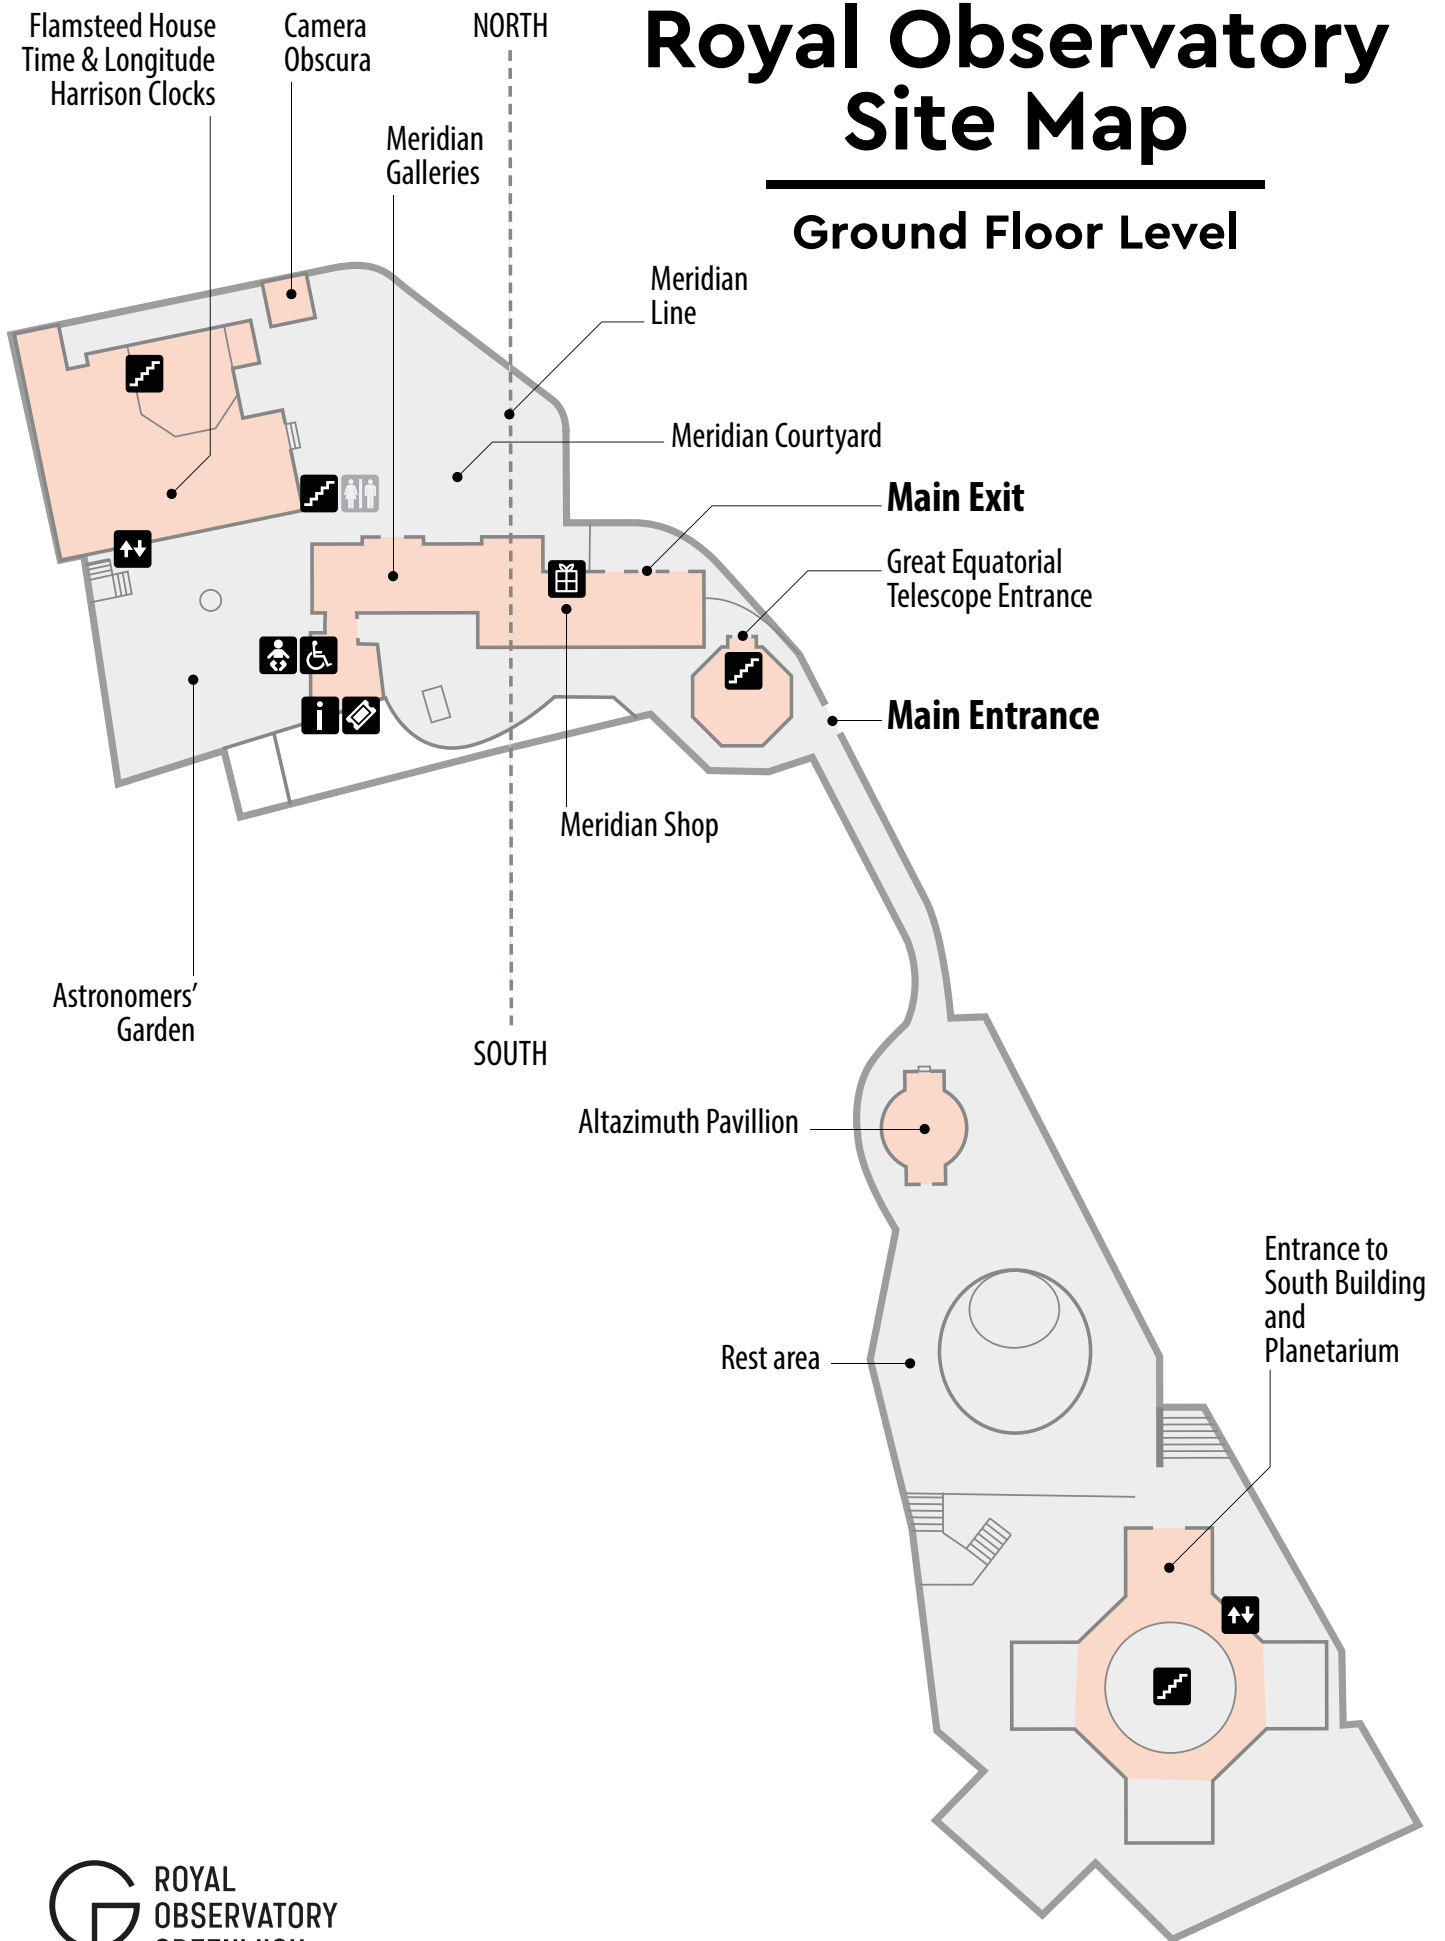 Flamsteed House
Time & Longitude
Harrison Clocks
Camera
Obscura
NORTH
Royal Observatory
Site Map
Ground Floor Level
Meridian
Galleries
Meridian
Line
Meridian Courtyard
Main Exit
Great Equatorial
Telescope Entrance
Main Entrance
Meridian Shop
Astronomers’
Garden
SOUTH
Altazimuth Pavillion
Entrance to
South Building
and
Planetarium
Rest area
ROYAL
OBSERVATORY